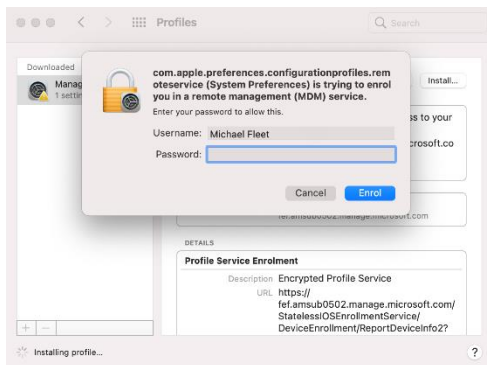 Profiles
Search
Downloaded
Manag
1 settin
Install...
com.apple.preferences.configurationprofiles.rem
oteservice (System Preferences) is trying to enrol
you in a remote management (MDM) service.
Enter your password to allow this.
Username: Michael Fleet
Password:
Cancel Enrol
ss to your
crosoft.co
fef.amsub0502.manage.microsoft.com
DETAILS
Profile Service Enrolment
Description Encrypted Profile Service
URL https://
fef.amsub0502.manage.microsoft.com/
StatelessIOSEnrollmentService/
DeviceEnrollment/ReportDeviceInfo2?
+ −
Installing profile...
?